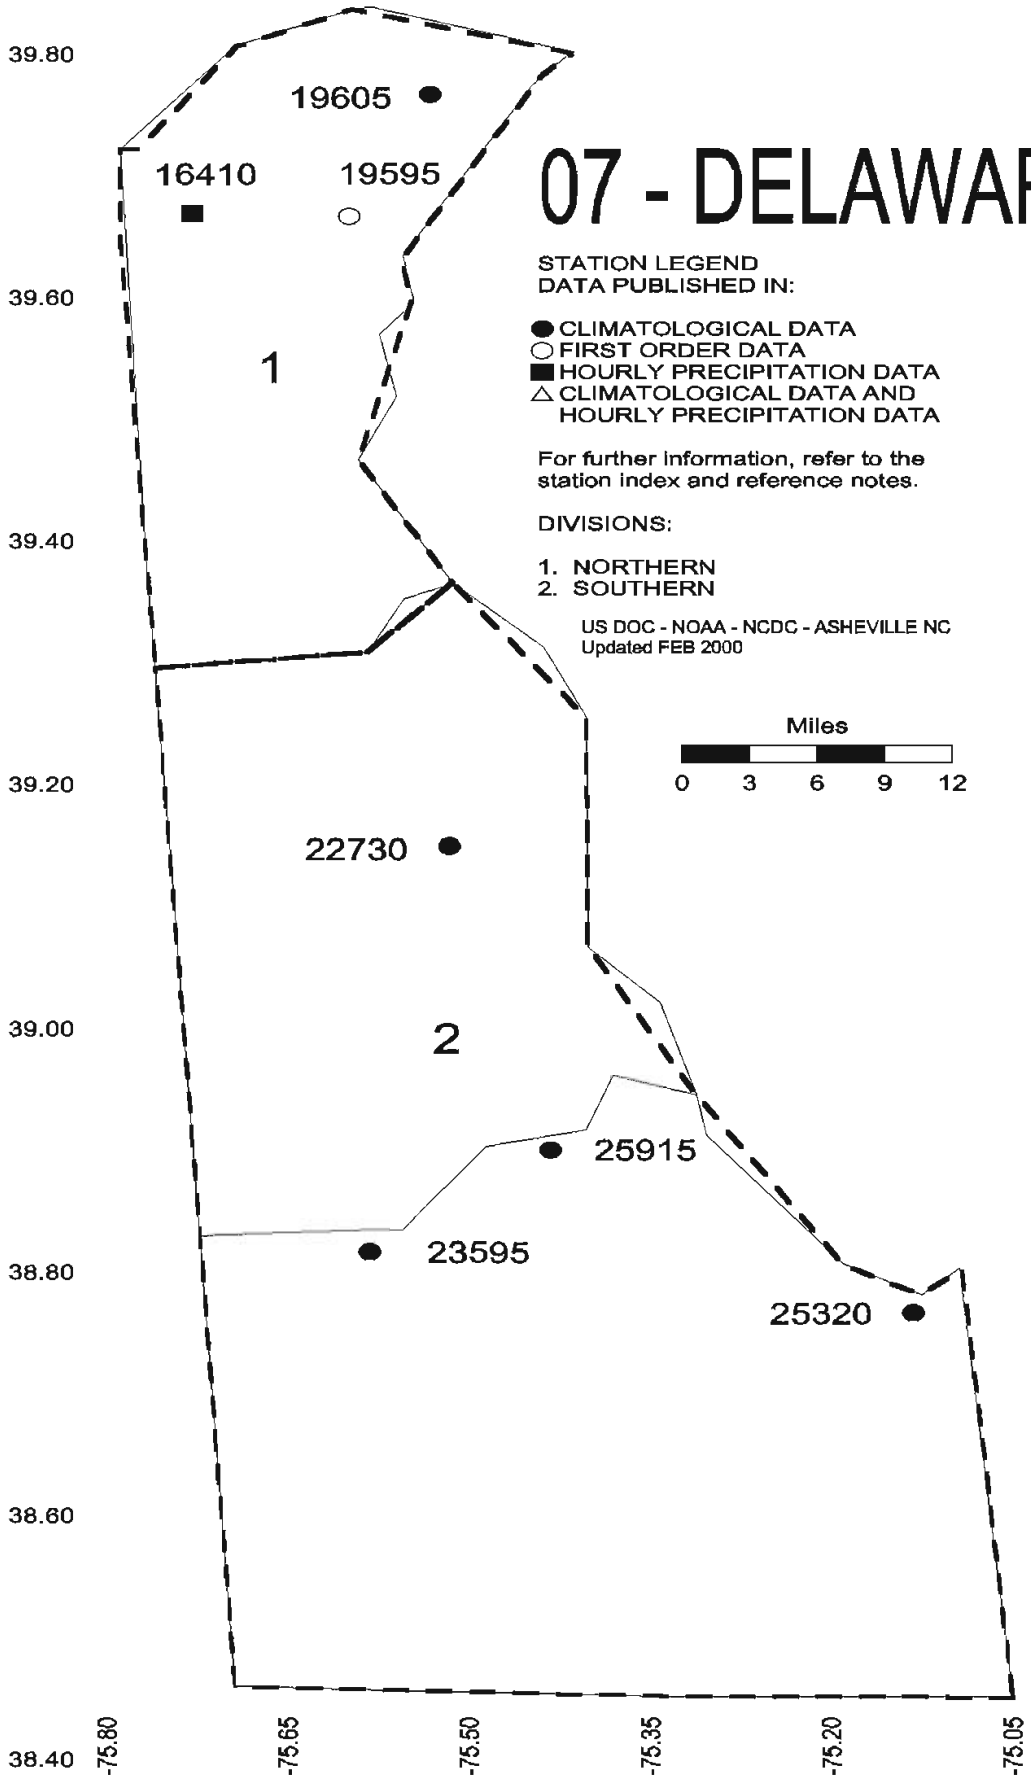 39.80
19605
16410 19595
07 - DELAWAR
STATION LEGEND
DATA PUBLISHED IN:
39.60
CLIMATOLOGICAL DATA
FIRST ORDER DATA
HOURLY PRECIPITATION DATA
CLIMATOLOGICAL DATA AND
HOURLY PRECIPITATION DATA
1
For further information, refer to the
station index and reference notes.
DIVISIONS:
39.40
1. NORTHERN
2. SOUTHERN
US DOC - NOAA - NCDC - ASHEVILLE NC
Updated FEB 2000
Miles
0 3 6 9 12
39.20
22730
39.00
2
25915
23595
38.80
25320
38.60
38.40
-75.80
-75.65
-75.50
-75.35
-75.20
-75.05